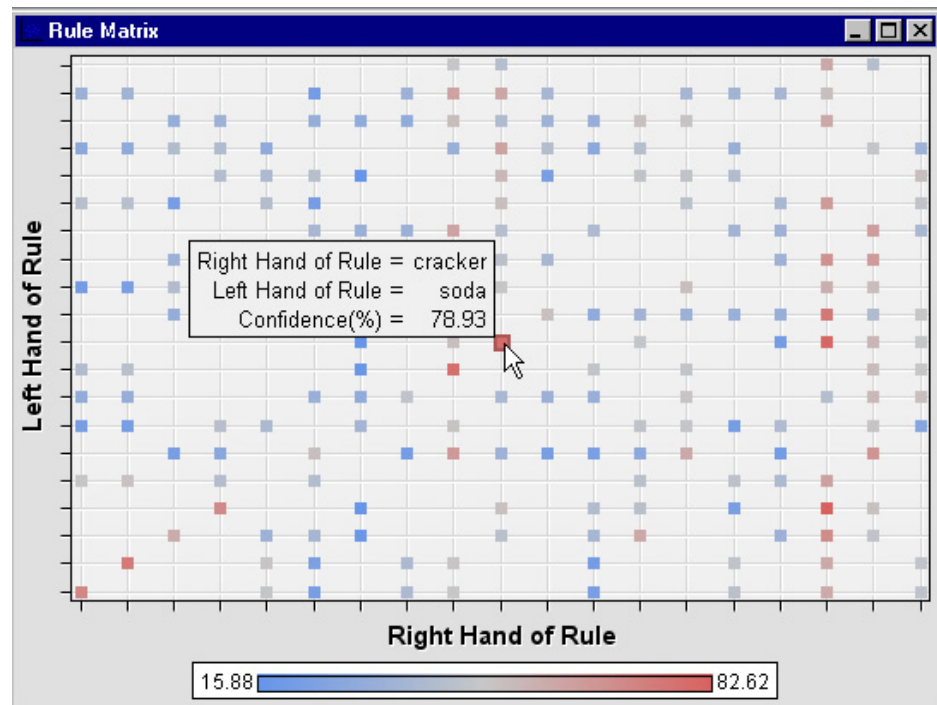 Rule Matrix
Left Hand of Rule
Right Hand of Rule = cracker
Left Hand of Rule = soda
Confidence(%) = 78.93
Right Hand of Rule
15.88 82.62